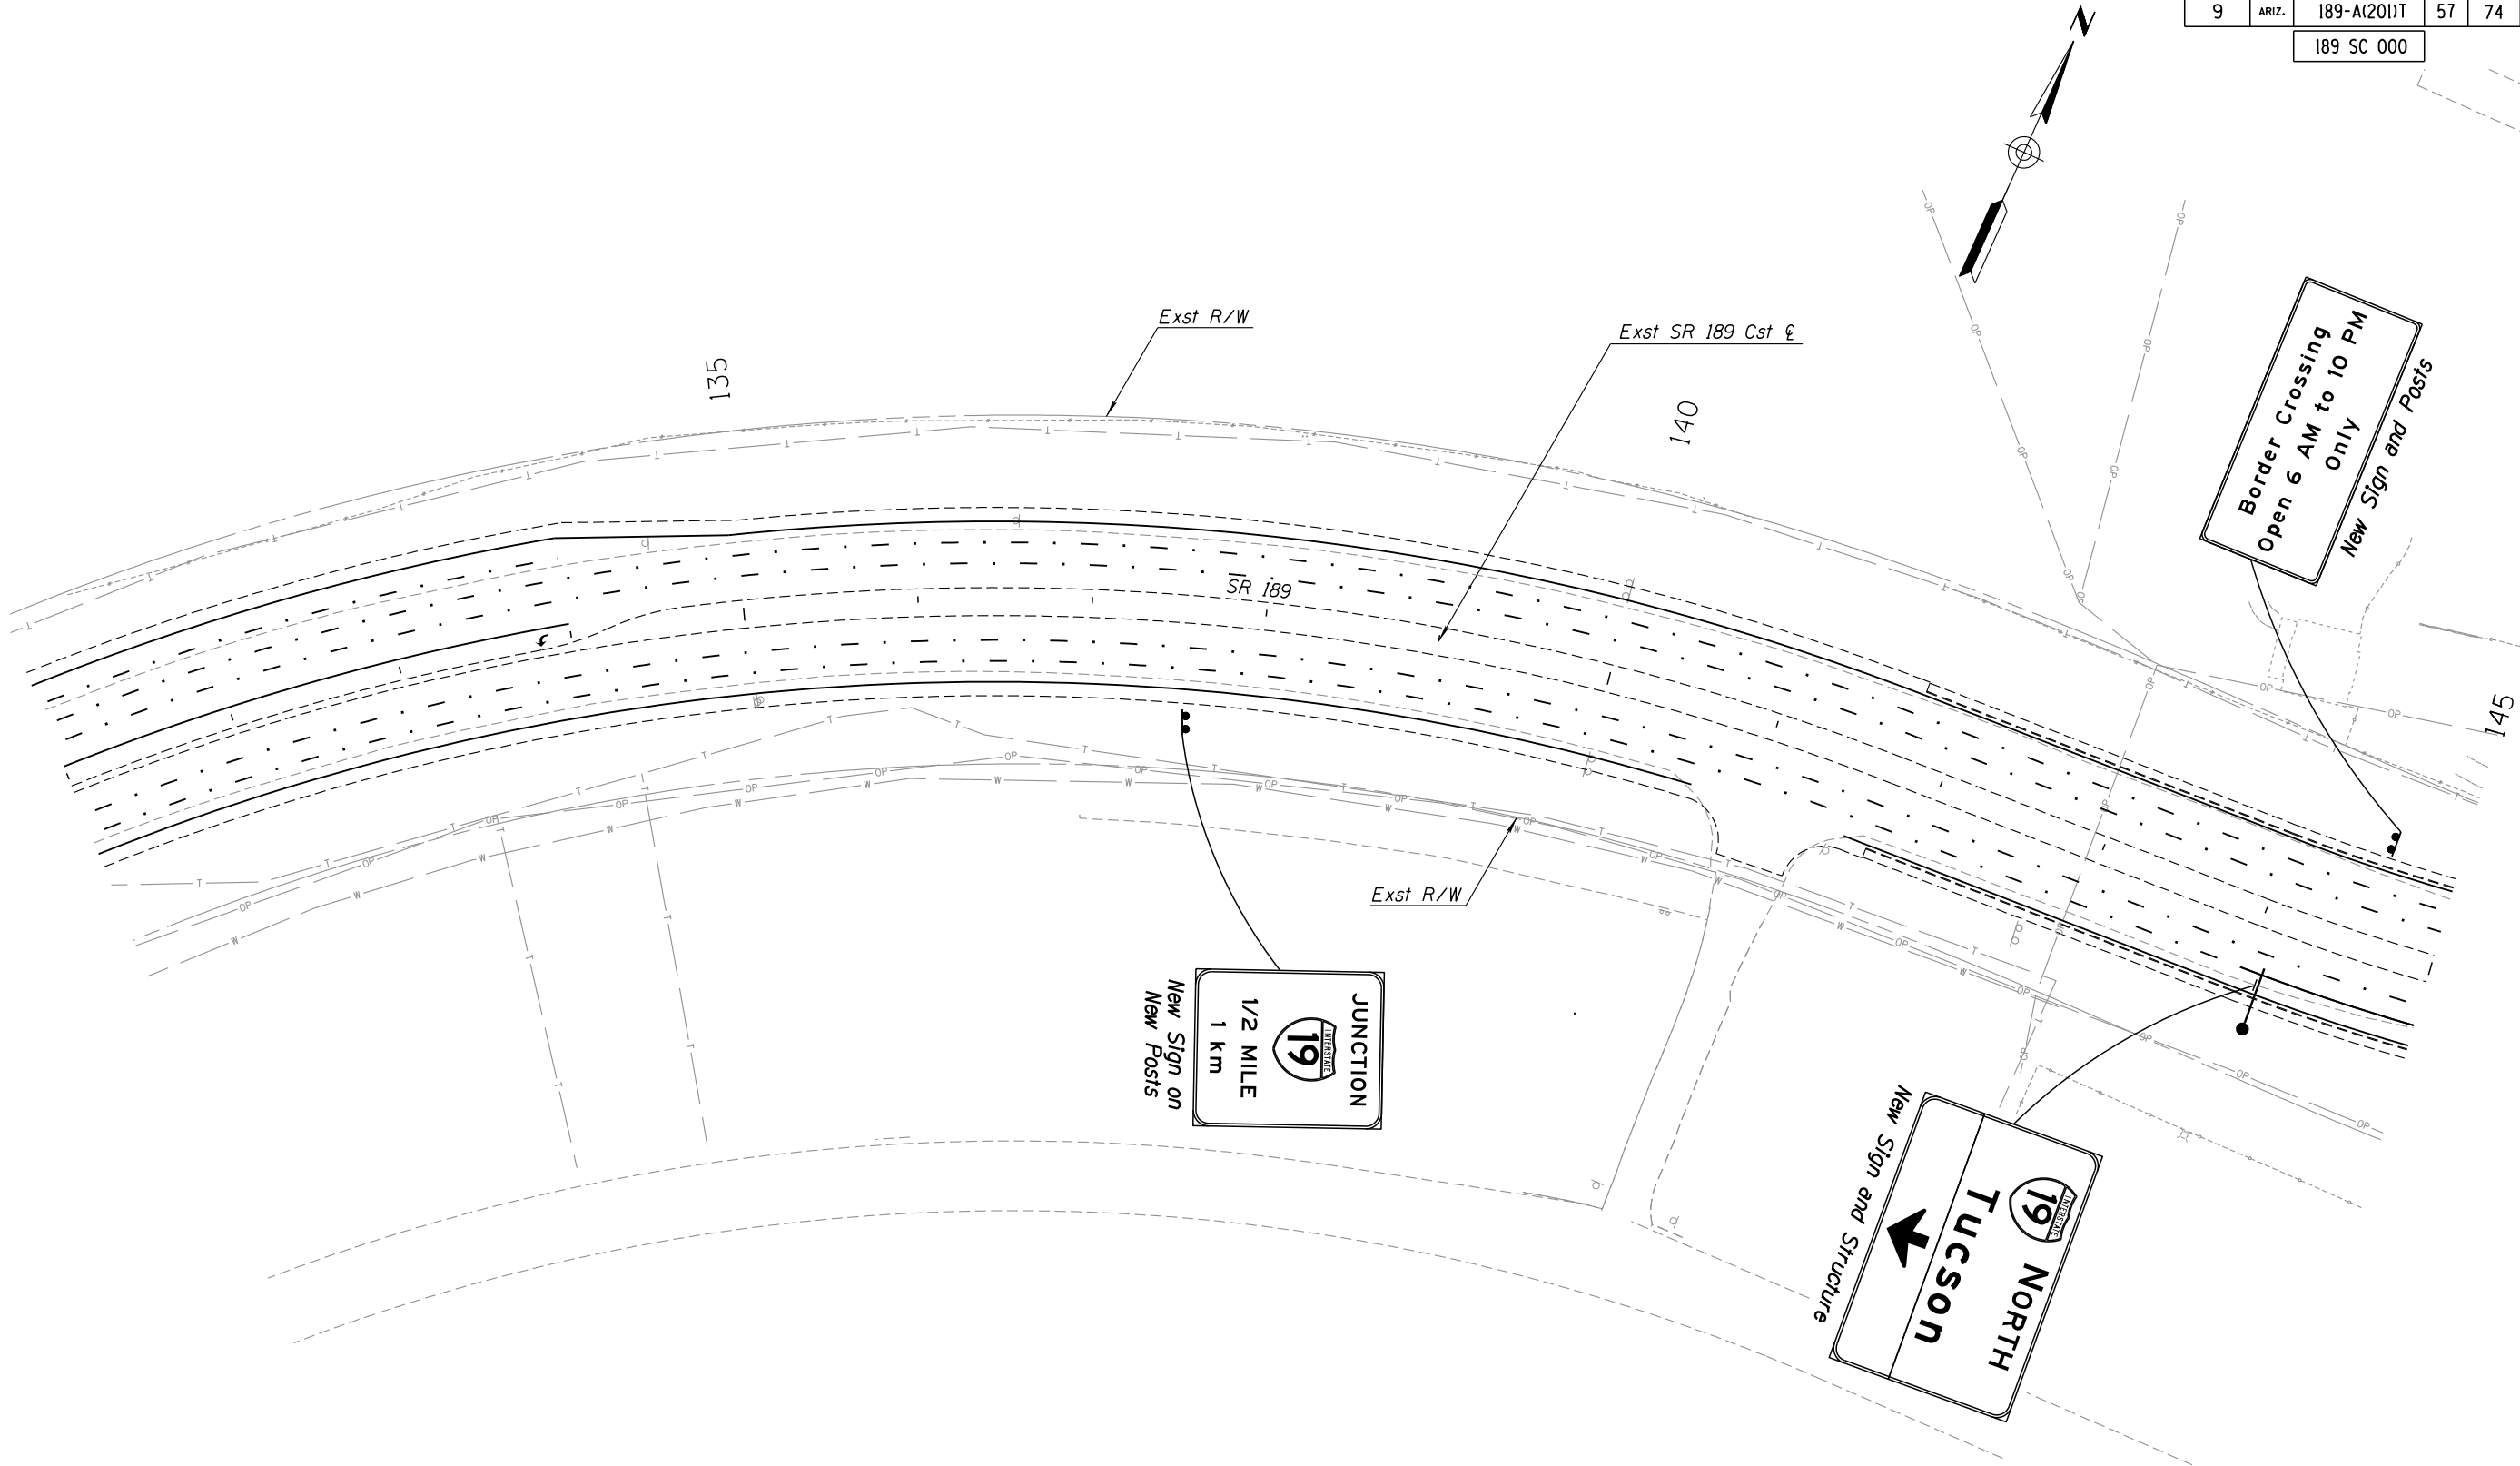 9 ARIZ. 189-A(201)T 57 74
189 SC 000
N
Exst R/W
Exst SR 189 Cst ℄
135
140
145
SR 189
Border Crossing
Open 6 AM to 10 PM
Only
New Sign and Posts
Exst R/W
JUNCTION
INTERSTATE
19
1/2 MILE
1 km
New Sign on
New Posts
INTERSTATE
19 NORTH
Tucson
New Sign and Structure